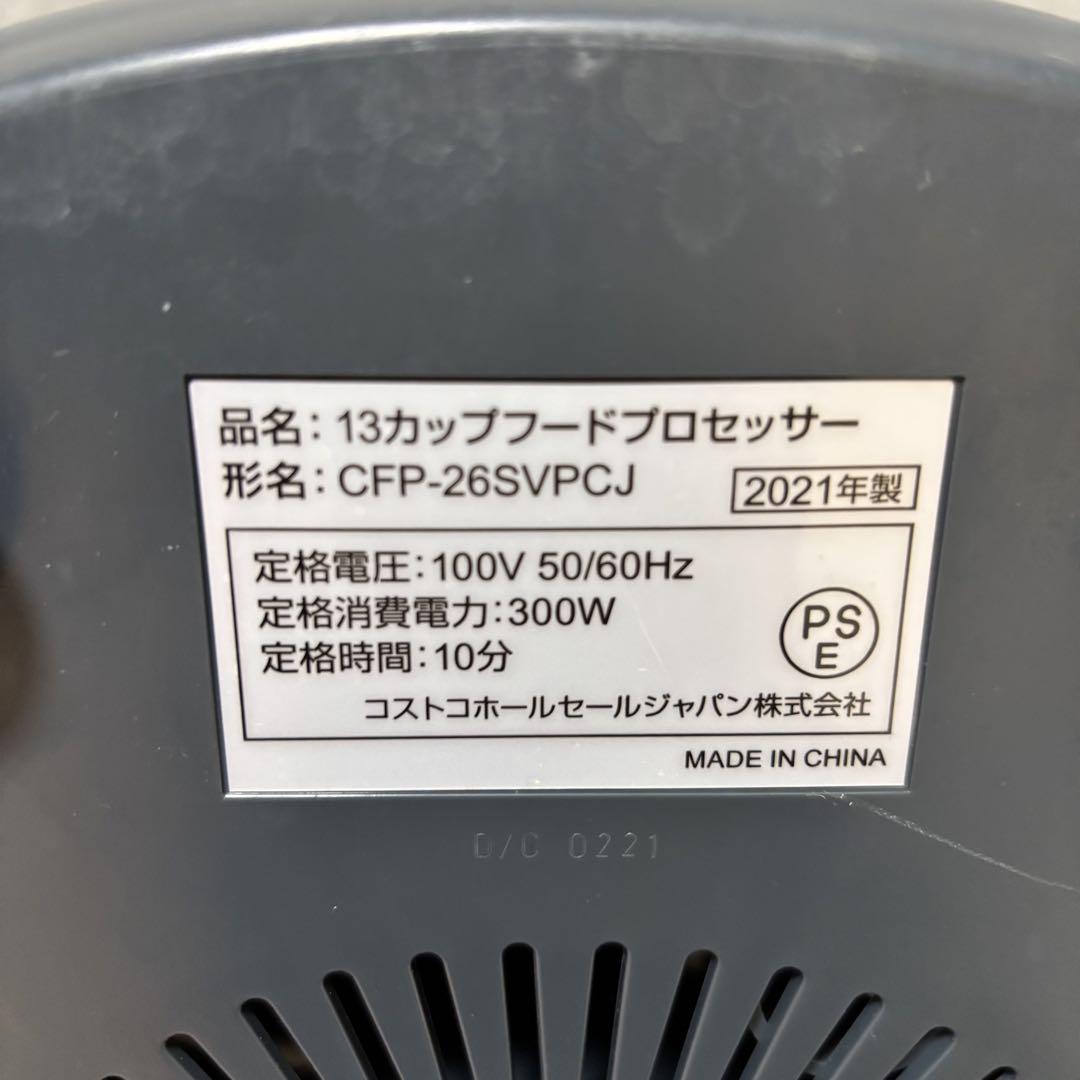 品名：13カップフードプロセッサー
形名：CFP-26SVPCJ
2021年製
定格電圧：100V 50/60Hz
定格消費電力：300W
定格時間：10分
PS
E
コストコホールセールジャパン株式会社
MADE IN CHINA
D/C 0221